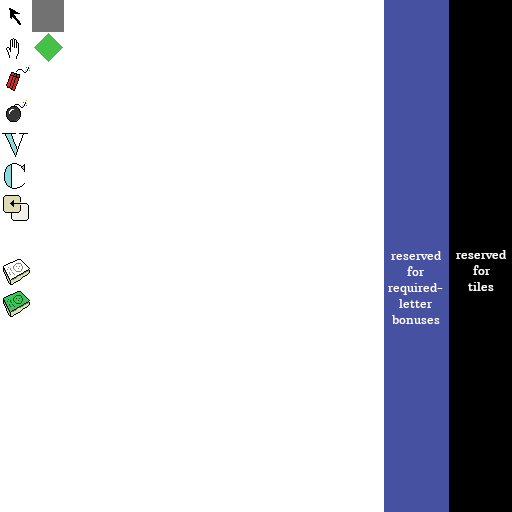 V
C
reserved
for
required-
letter
bonuses
reserved
for
tiles